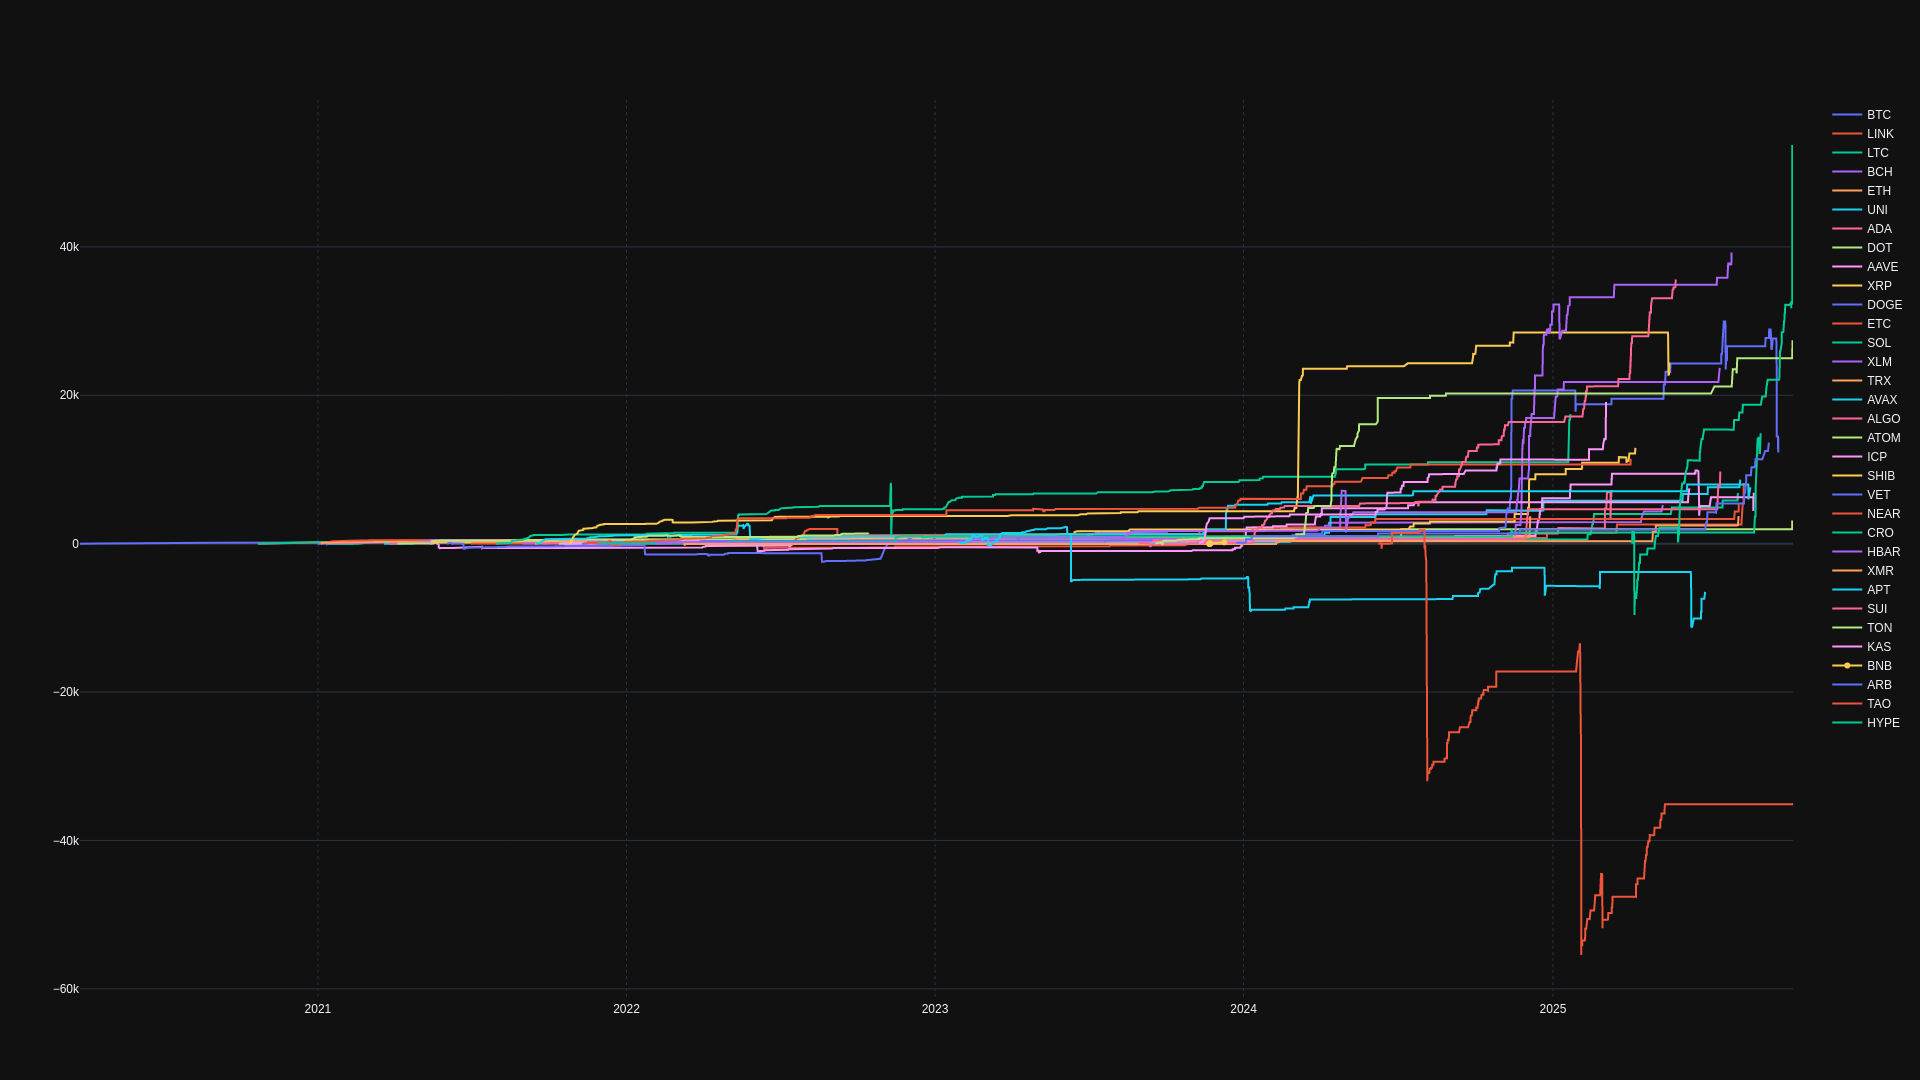 40k
20k
0
−20k
−40k
−60k
2021
2022
2023
2024
2025
BTC
LINK
LTC
BCH
ETH
UNI
ADA
DOT
AAVE
XRP
DOGE
ETC
SOL
XLM
TRX
AVAX
ALGO
ATOM
ICP
SHIB
VET
NEAR
CRO
HBAR
XMR
APT
SUI
TON
KAS
BNB
ARB
TAO
HYPE